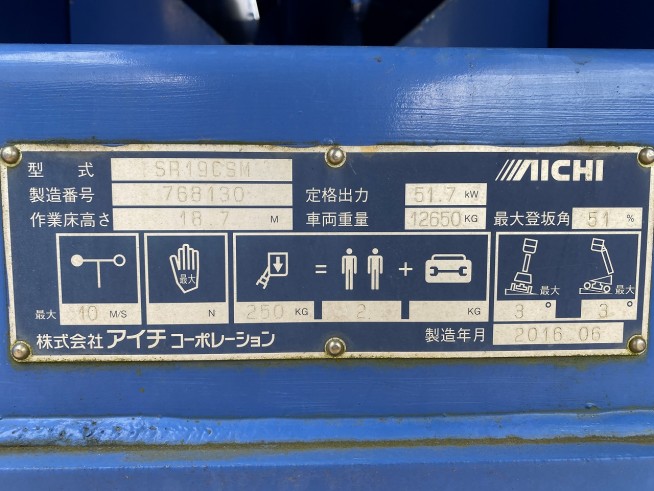 型 式 SR19CSM AICHI
製造番号 768130 定格出力 51.7 kW
作業床高さ 18.7 M 車両重量 12650 KG 最大登坂角 51 %
最大
= +
最大 最大
最大 10 M/S N 250 KG 2 KG 3 ° 3 °
株式会社アイチコーポレーション 製造年月 2016 06